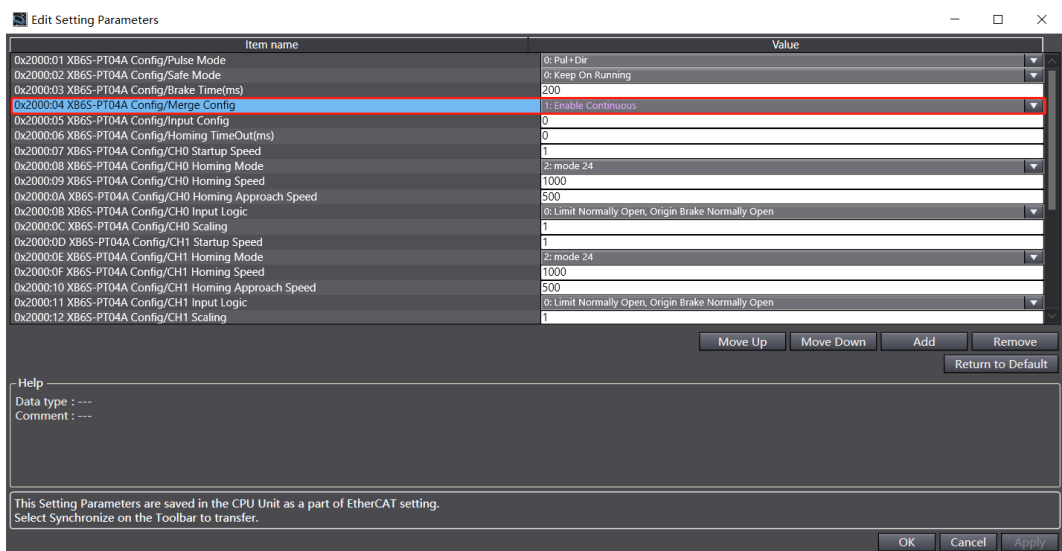 Edit Setting Parameters
Item name Value
0x2000:01 XB6S-PT04A Config/Pulse Mode 0: Pul+Dir
0x2000:02 XB6S-PT04A Config/Safe Mode 0: Keep On Running
0x2000:03 XB6S-PT04A Config/Brake Time(ms) 200
0x2000:04 XB6S-PT04A Config/Merge Config 1: Enable Continuous
0x2000:05 XB6S-PT04A Config/Input Config 0
0x2000:06 XB6S-PT04A Config/Homing TimeOut(ms) 0
0x2000:07 XB6S-PT04A Config/CH0 Startup Speed 1
0x2000:08 XB6S-PT04A Config/CH0 Homing Mode 2: mode 24
0x2000:09 XB6S-PT04A Config/CH0 Homing Speed 1000
0x2000:0A XB6S-PT04A Config/CH0 Homing Approach Speed 500
0x2000:0B XB6S-PT04A Config/CH0 Input Logic 0: Limit Normally Open, Origin Brake Normally Open
0x2000:0C XB6S-PT04A Config/CH0 Scaling 1
0x2000:0D XB6S-PT04A Config/CH1 Startup Speed 1
0x2000:0E XB6S-PT04A Config/CH1 Homing Mode 2: mode 24
0x2000:0F XB6S-PT04A Config/CH1 Homing Speed 1000
0x2000:10 XB6S-PT04A Config/CH1 Homing Approach Speed 500
0x2000:11 XB6S-PT04A Config/CH1 Input Logic 0: Limit Normally Open, Origin Brake Normally Open
0x2000:12 XB6S-PT04A Config/CH1 Scaling 1
Move Up Move Down Add Remove
Return to Default
Help
Data type : ---
Comment : ---
This Setting Parameters are saved in the CPU Unit as a part of EtherCAT setting.
Select Synchronize on the Toolbar to transfer.
OK Cancel Apply